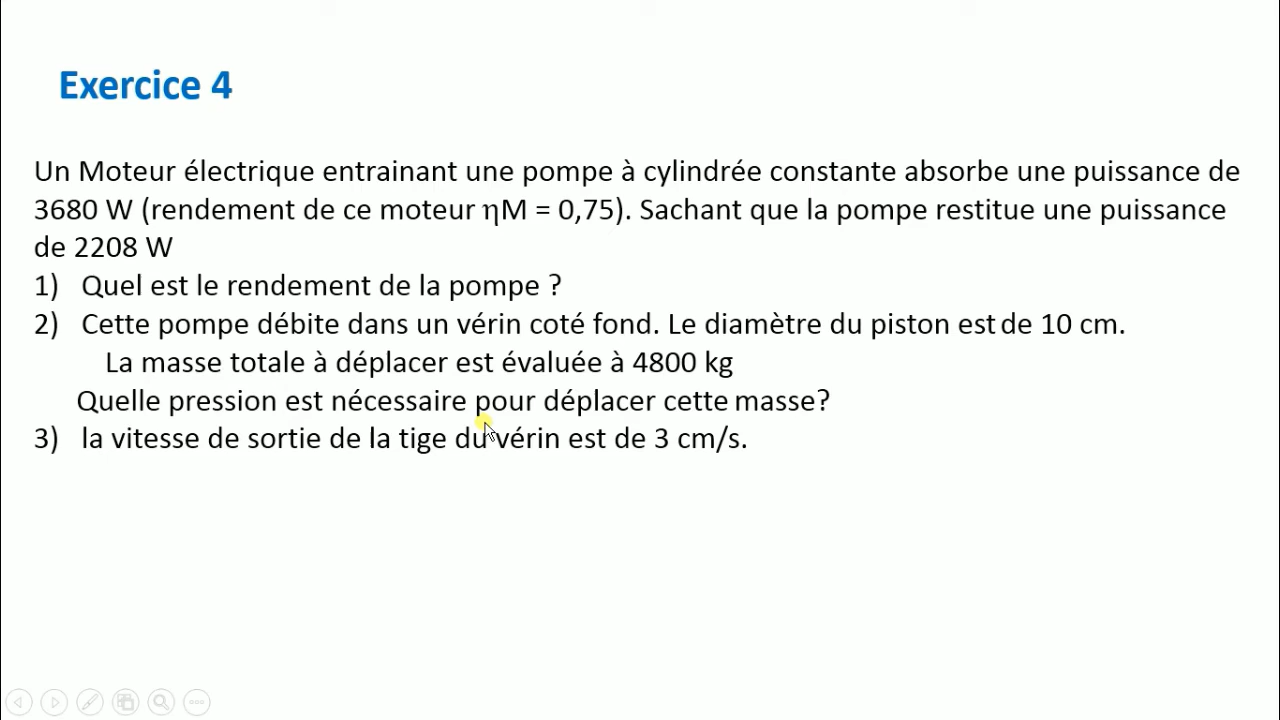 Exercice 4
Un Moteur électrique entrainant une pompe à cylindrée constante absorbe une puissance de
3680 W (rendement de ce moteur ηM = 0,75). Sachant que la pompe restitue une puissance
de 2208 W
1) Quel est le rendement de la pompe ?
2) Cette pompe débite dans un vérin coté fond. Le diamètre du piston est de 10 cm.
La masse totale à déplacer est évaluée à 4800 kg
Quelle pression est nécessaire pour déplacer cette masse?
3) la vitesse de sortie de la tige du vérin est de 3 cm/s.